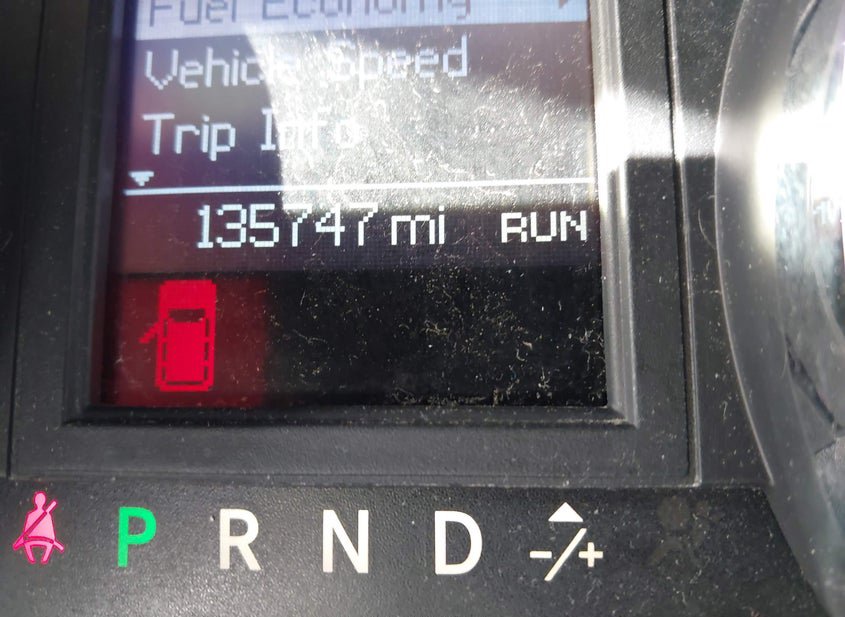 Fuel Economy
Vehicle Speed
Trip Info
135747 mi RUN
P R N D -/+